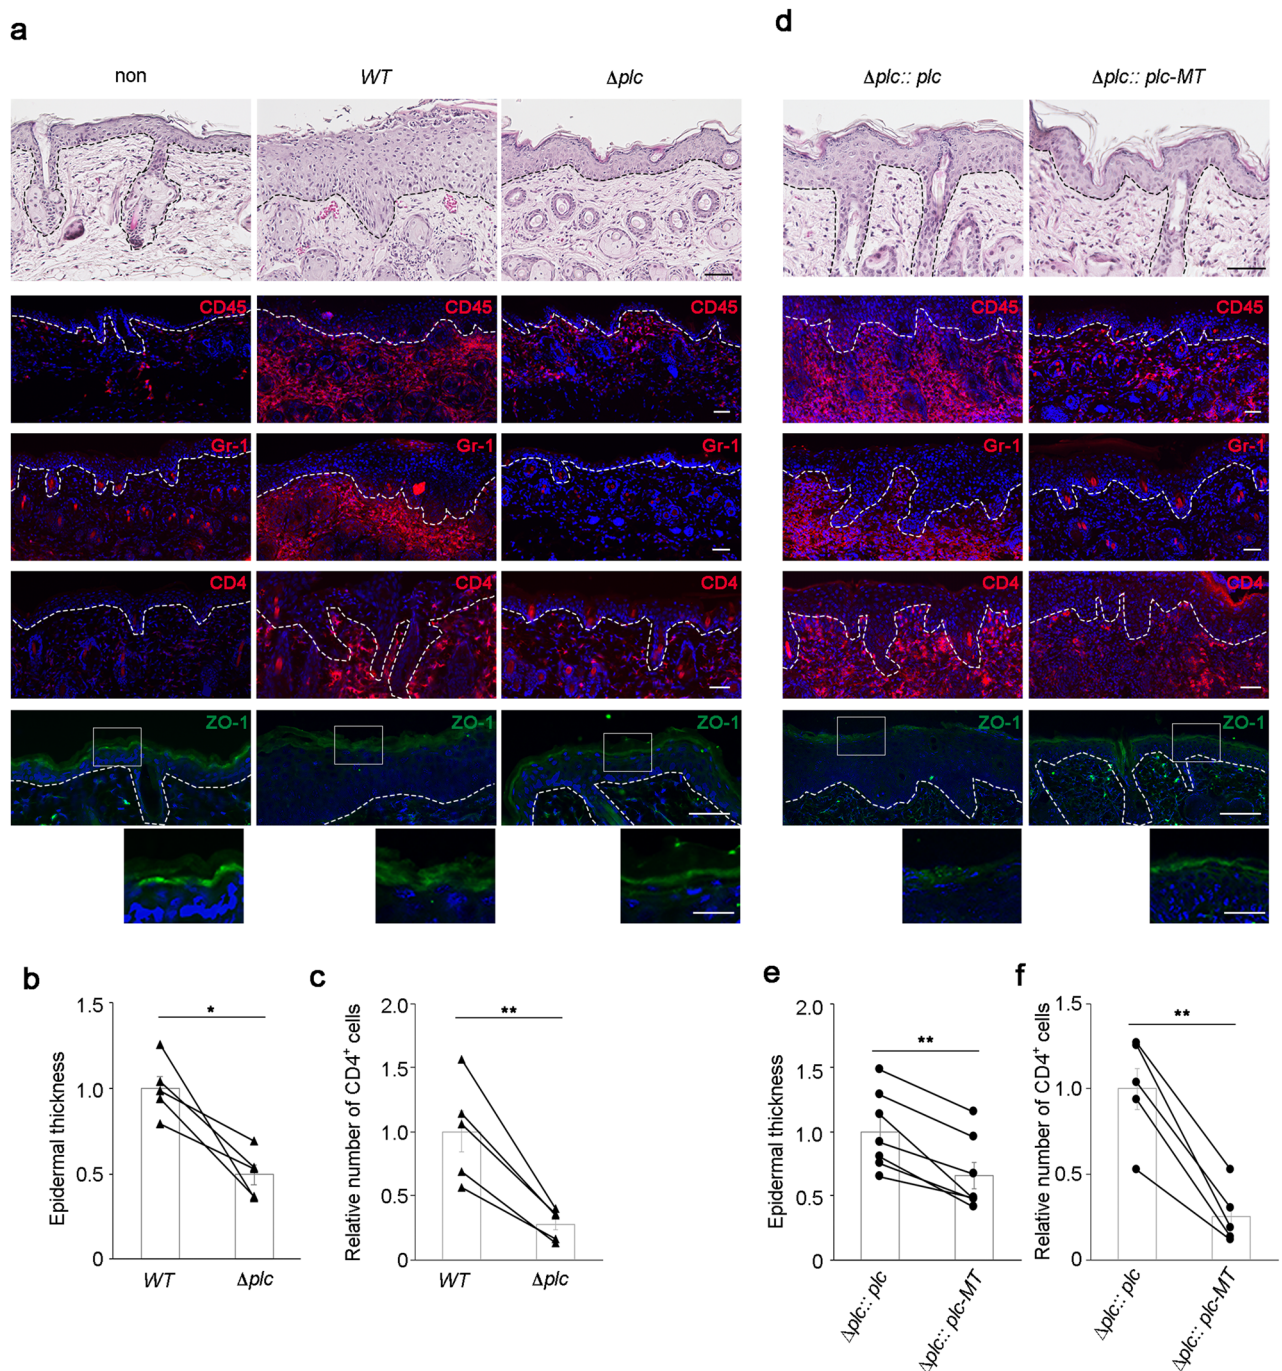 a
non
WT
Δplc
CD45
CD45
CD45
Gr-1
Gr-1
Gr-1
CD4
CD4
CD4
ZO-1
ZO-1
ZO-1
d
Δplc:: plc
Δplc:: plc-MT
CD45
CD45
Gr-1
Gr-1
CD4
CD4
ZO-1
ZO-1
b
1.5
1.0
0.5
0
Epidermal thickness
*
WT
Δplc
c
2.0
1.5
1.0
0.5
0
Relative number of CD4⁺ cells
**
WT
Δplc
e
2.0
1.5
1.0
0.5
0
Epidermal thickness
**
Δplc:: plc
Δplc:: plc-MT
f
1.5
1.0
0.5
0
Relative number of CD4⁺ cells
**
Δplc:: plc
Δplc:: plc-MT